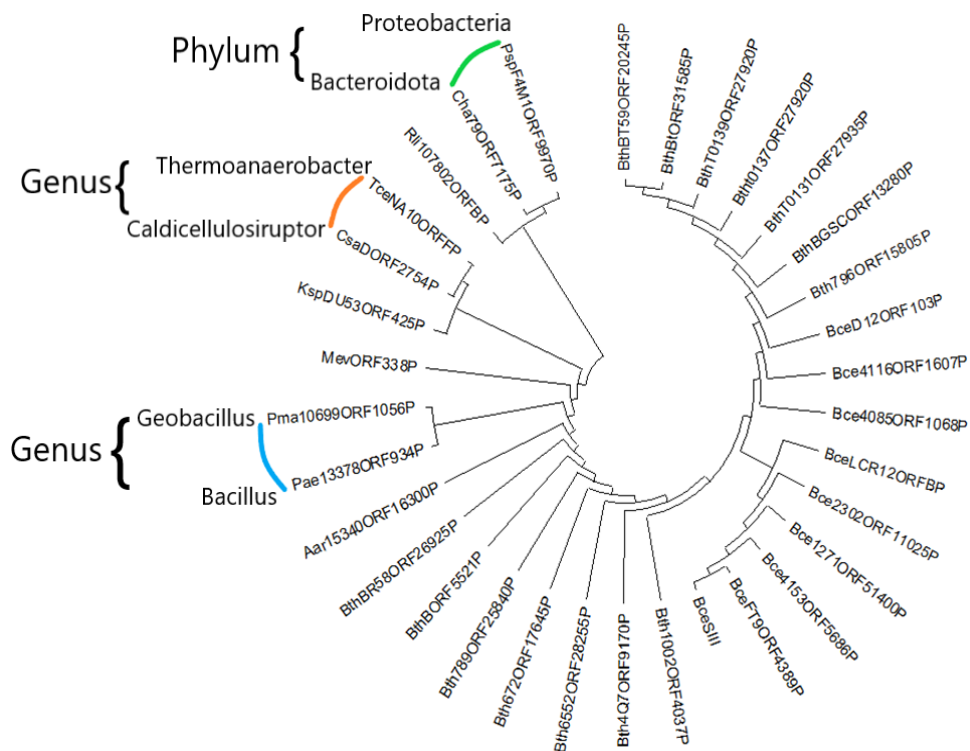 Proteobacteria
Phylum {
Bacteroidota
PspF4M1ORF9970P
Cha79ORF7175P
Rli107802ORFBP
Thermoanaerobacter
Genus {
Caldicellulosiruptor
TceNA10ORFFP
CsaDORF2754P
KspDU53ORF425P
MevORF338P
Geobacillus
Genus {
Bacillus
Pma10699ORF1056P
Pae13378ORF934P
Aar15340ORF16300P
BthBR58ORF26925P
BthBORF5521P
Bth789ORF25840P
Bth672ORF17645P
Bth6552ORF28255P
Bth4Q7ORF9170P
Bth1002ORF4037P
BceSIII
BceFT9ORF4389P
Bce4153ORF5686P
Bce1271ORF51400P
Bce2302ORF11025P
BceLCR12ORFBP
Bce4085ORF1068P
Bce4116ORF1607P
BceD12ORF103P
Bth796ORF15805P
BthBGSCORF13280P
BthT0131ORF27935P
Btht0137ORF27920P
BthT0139ORF27920P
BthBtORF31585P
BthBT59ORF20245P